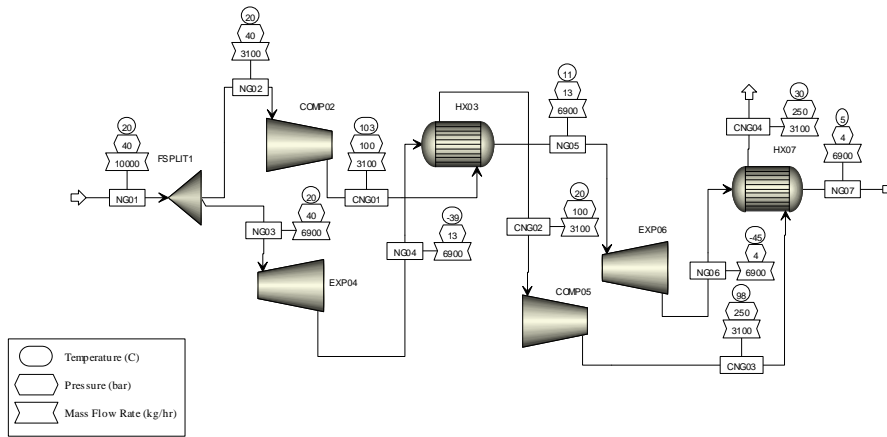 20
40
3100
NG02
COMP02
20
40
10000
NG01
FSPLIT1
103
100
3100
CNG01
HX03
11
13
6900
NG05
20
40
6900
NG03
EXP04
-39
13
6900
NG04
20
100
3100
CNG02
COMP05
EXP06
-45
4
6900
NG06
98
250
3100
CNG03
30
250
3100
CNG04
HX07
5
4
6900
NG07
Temperature (C)
Pressure (bar)
Mass Flow Rate (kg/hr)